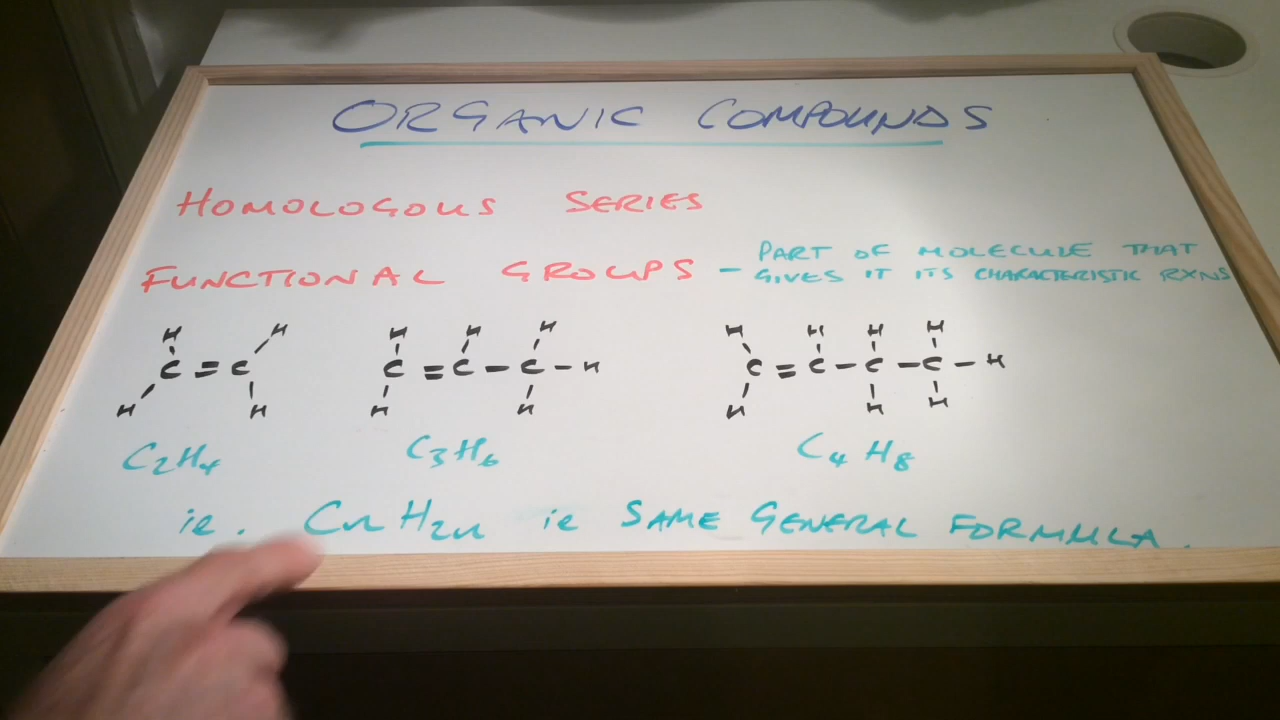 ORGANIC COMPOUNDS
HOMOLOGOUS SERIES
FUNCTIONAL GROUPS - PART OF MOLECULE THAT
GIVES IT ITS CHARACTERISTIC RXNS
H H H H H H H H H
C = C C = C - C - H C = C - C - C - H
H H H H H H H
C2H4 C3H6 C4H8
ie. CnH2n ie SAME GENERAL FORMULA.